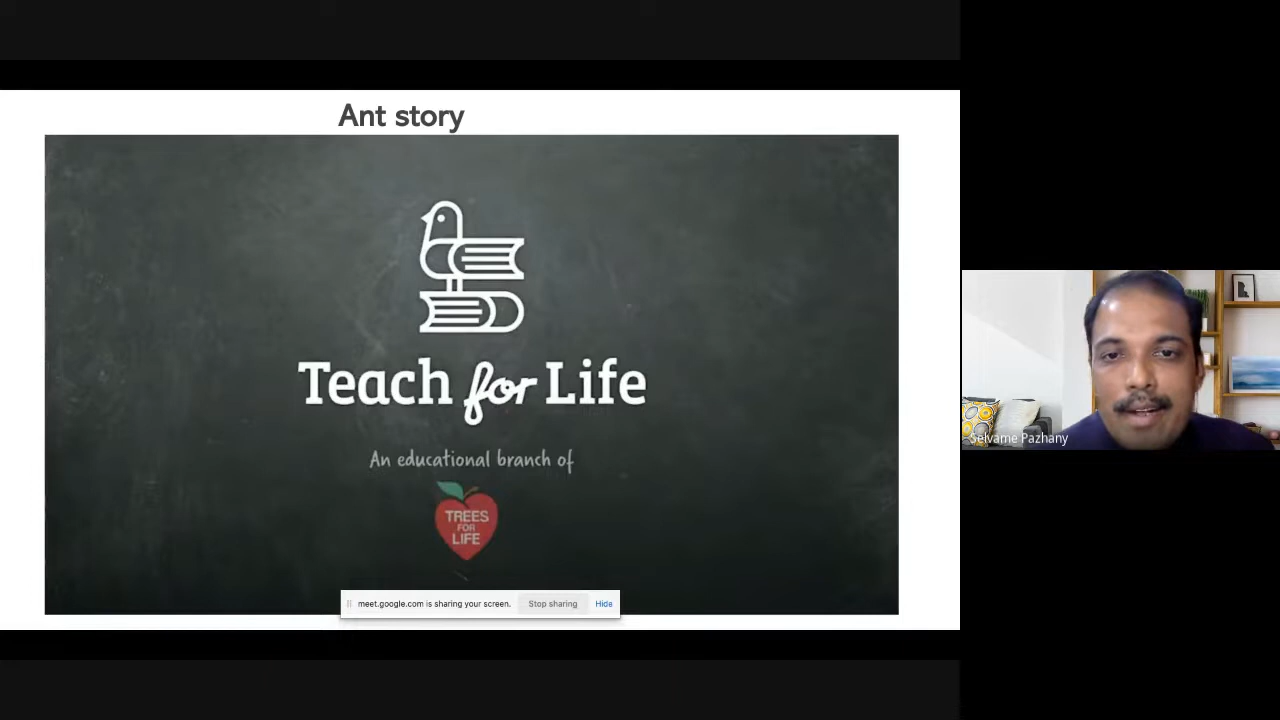 Ant story
Teach for Life
An educational branch of
TREES
FOR
LIFE
meet.google.com is sharing your screen. Stop sharing Hide
Selvame Pazhany